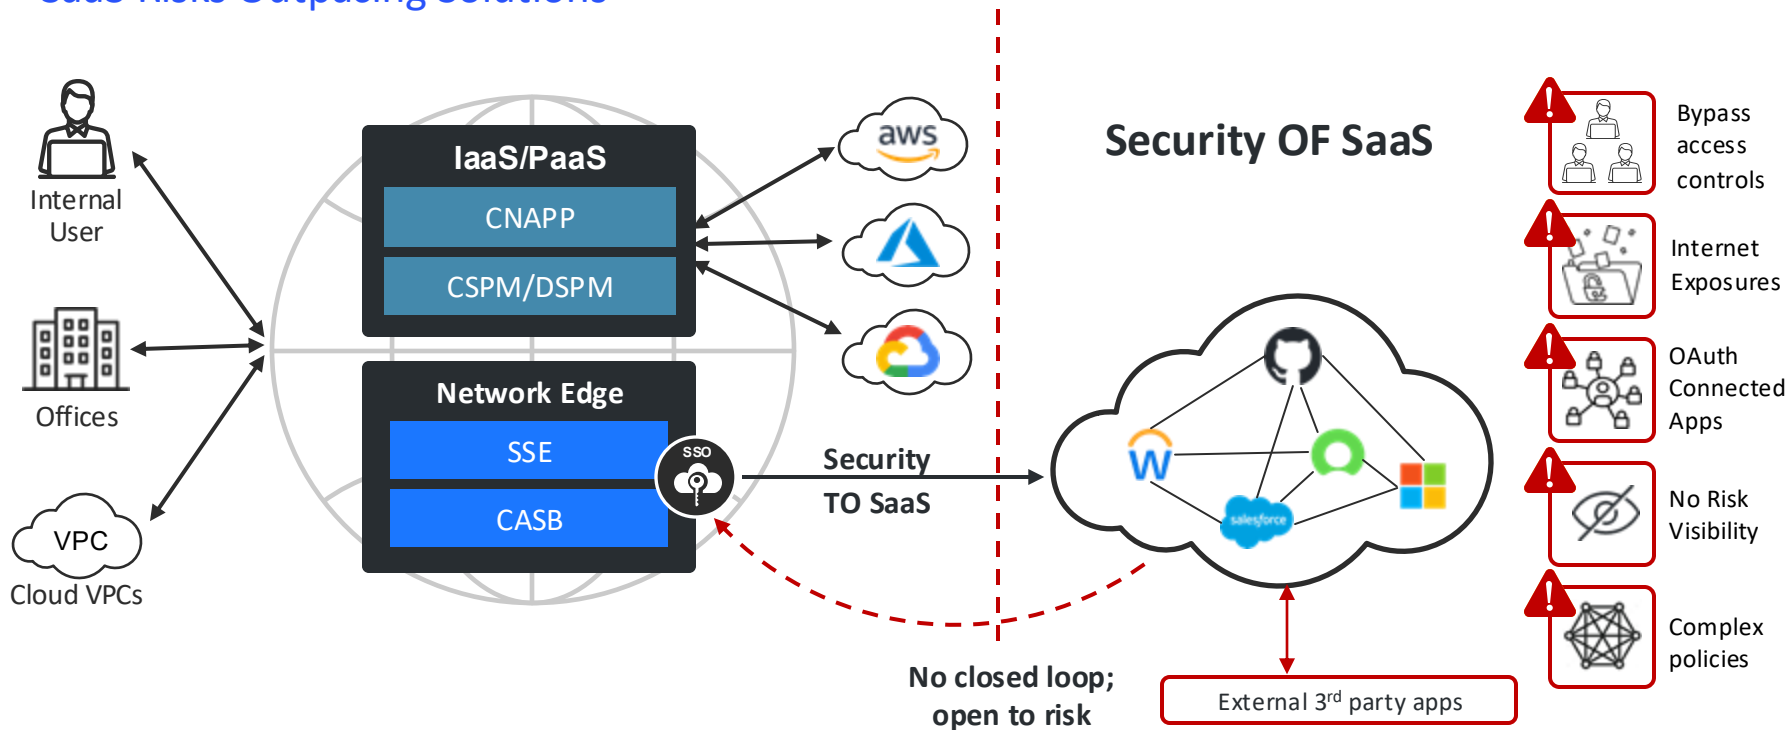 SaaS Risks Outpacing Solutions
Internal
User
Offices
VPC
Cloud VPCs
IaaS/PaaS
CNAPP
CSPM/DSPM
Network Edge
SSE
CASB
SSO
aws
Security
TO SaaS
No closed loop;
open to risk
Security OF SaaS
W
salesforce
External 3rd party apps
Bypass
access
controls
Internet
Exposures
OAuth
Connected
Apps
No Risk
Visibility
Complex
policies